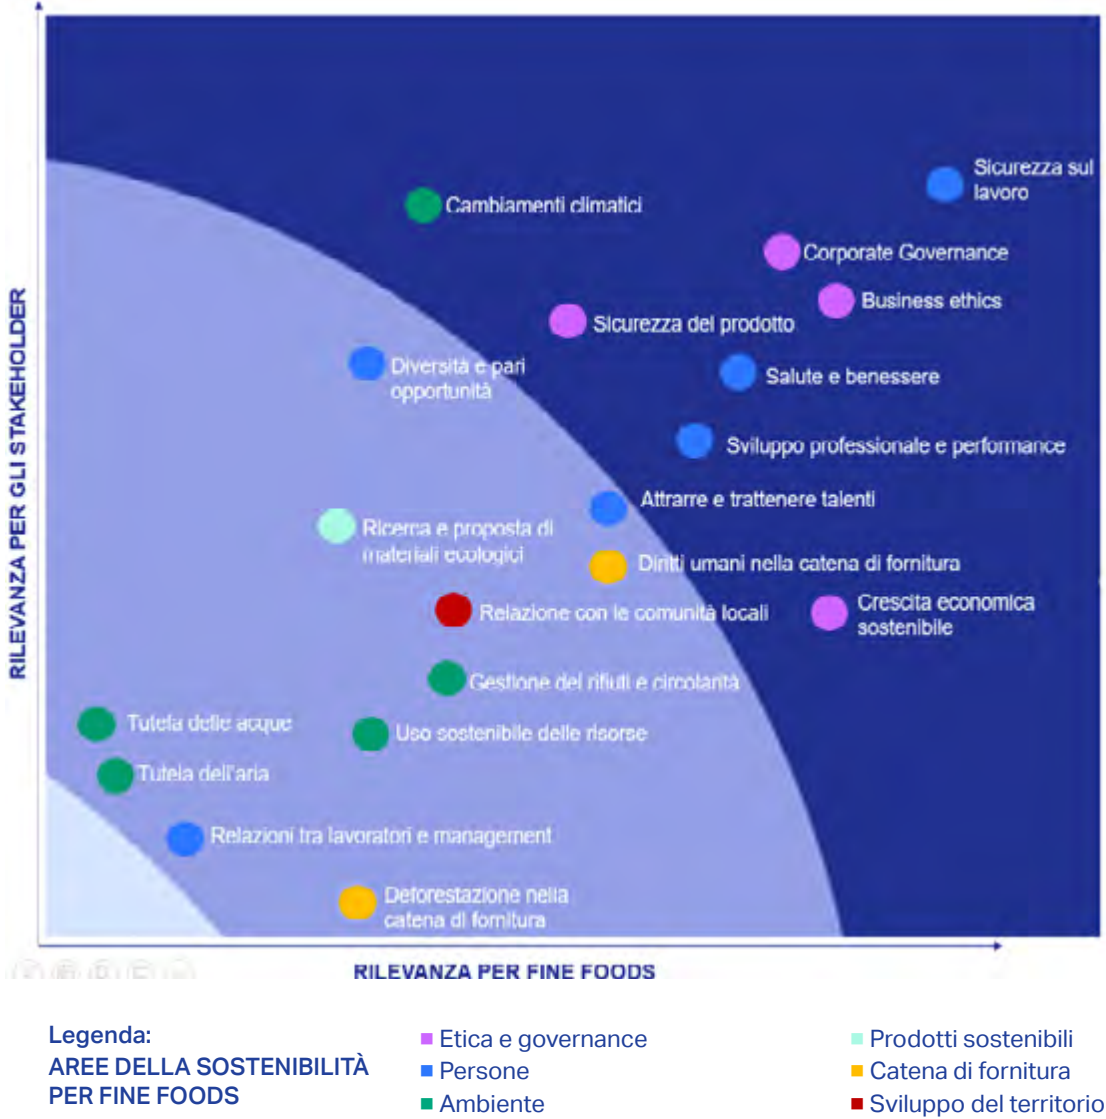 Sicurezza sul
lavoro
Cambiamenti climatici
Corporate Governance
Business ethics
Sicurezza del prodotto
Diversità e pari
opportunità
Salute e benessere
Sviluppo professionale e performance
Attrarre e trattenere talenti
Ricerca e proposta di
materiali ecologici
Diritti umani nella catena di fornitura
Relazione con le comunità locali
Crescita economica
sostenibile
Gestione dei rifiuti e circolarità
Tutela delle acque
Uso sostenibile delle risorse
Tutela dell'aria
Relazioni tra lavoratori e management
Deforestazione nella
catena di fornitura
RILEVANZA PER GLI STAKEHOLDER
RILEVANZA PER FINE FOODS
Legenda:
AREE DELLA SOSTENIBILITÀ
PER FINE FOODS
Etica e governance
Persone
Ambiente
Prodotti sostenibili
Catena di fornitura
Sviluppo del territorio